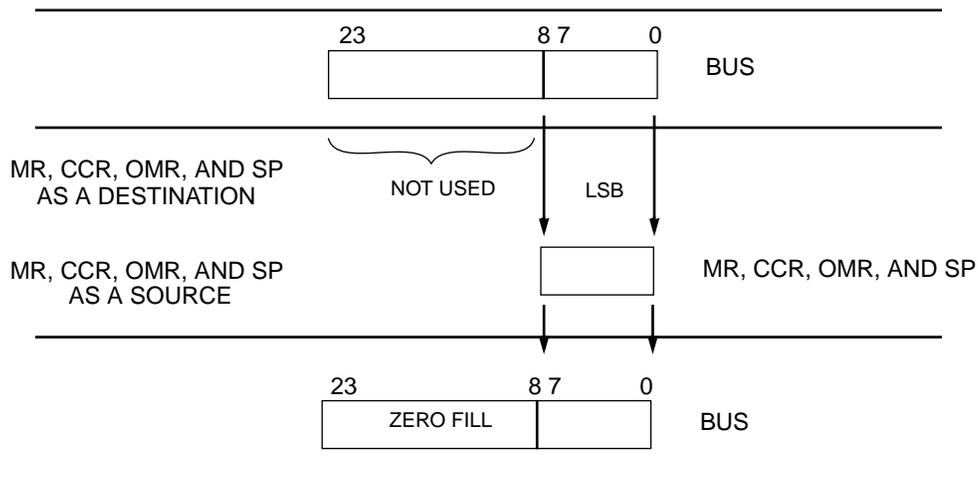 23 8 7 0
BUS
MR, CCR, OMR, AND SP
AS A DESTINATION
NOT USED
LSB
MR, CCR, OMR, AND SP
AS A SOURCE
MR, CCR, OMR, AND SP
23 8 7 0
ZERO FILL
BUS